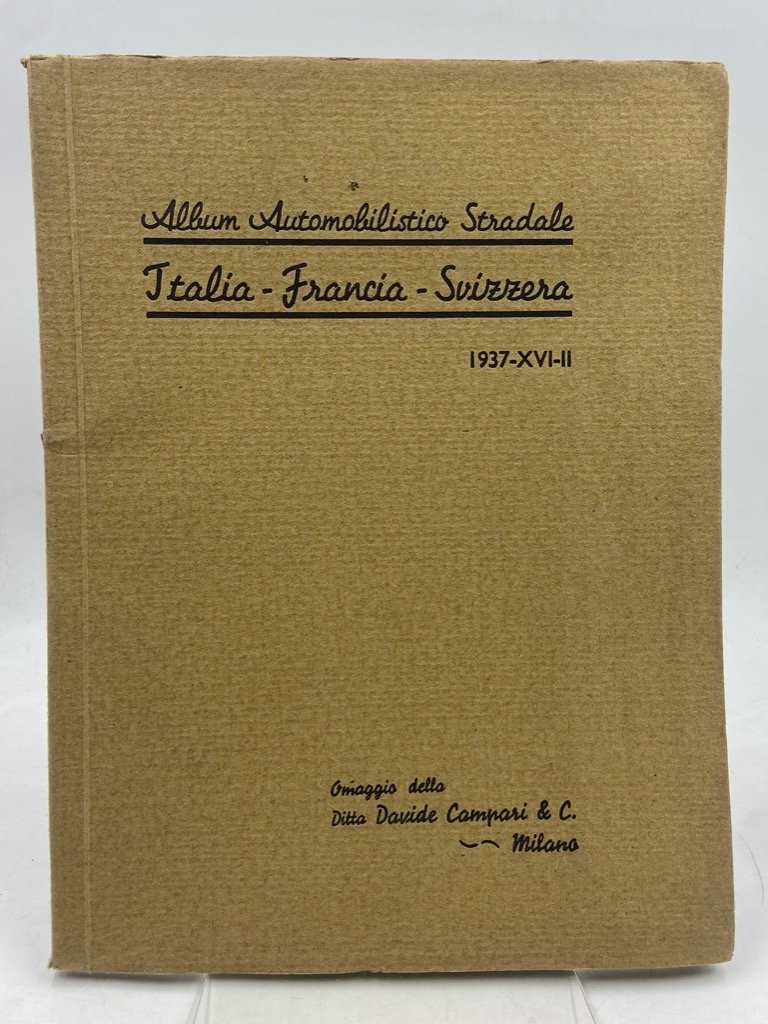 Album Automobilistico Stradale
Italia - Francia - Svizzera
1937-XVI-II
Omaggio della
Ditta Davide Campari & C.
Milano